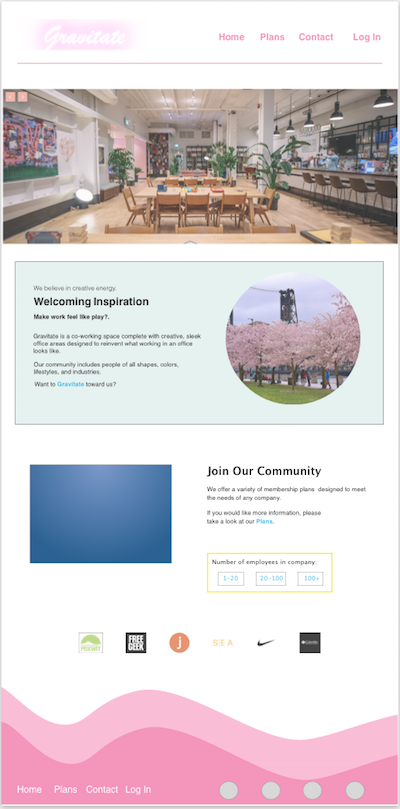 Gravitate
Home Plans Contact Log In
We believe in creative energy.
Welcoming Inspiration
Make work feel like play?.
Gravitate is a co-working space complete with creative, sleek
office areas designed to reinvent what working in an office
looks like.
Our community includes people of all shapes, colors,
lifestyles, and industries.
Want to Gravitate toward us?
Join Our Community
We offer a variety of membership plans designed to meet
the needs of any company.
If you would like more information, please
take a look at our Plans.
Number of employees in company:
1-20 20-100 100+
FREE
GEEK
j
S|E A
Home Plans Contact Log In